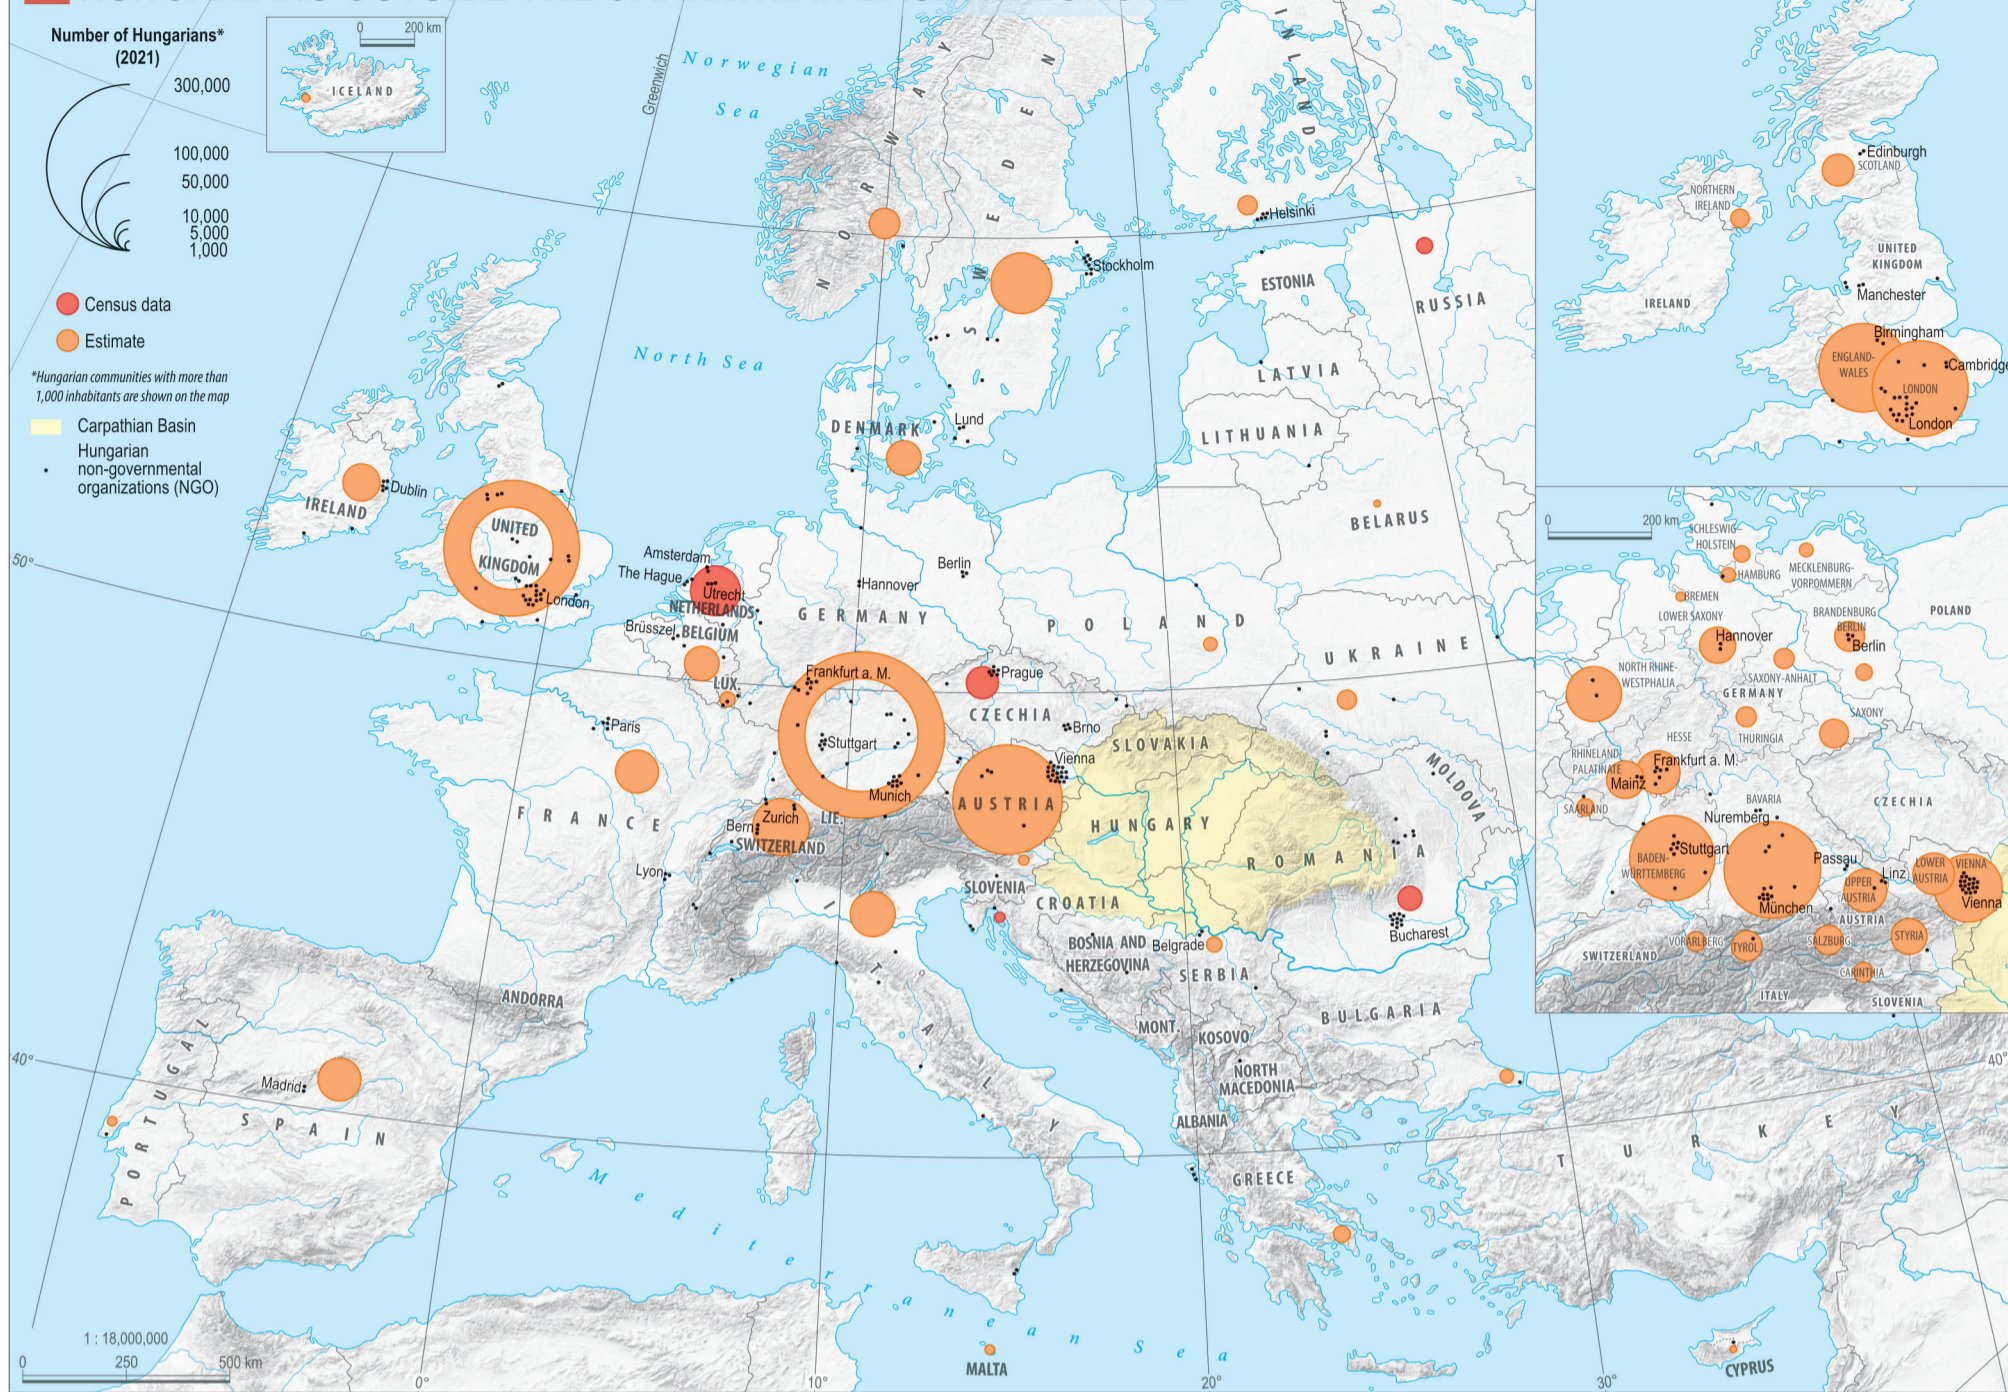 Number of Hungarians*
(2021)
300,000
100,000
50,000
10,000
5,000
1,000
Census data
Estimate
*Hungarian communities with more than
1,000 inhabitants are shown on the map
Carpathian Basin
Hungarian
non-governmental
organizations (NGO)
0 200 km
ICELAND
Greenwich
Norwegian
Sea
North Sea
NORWAY
SWEDEN
FINLAND
Helsinki
Stockholm
ESTONIA
RUSSIA
LATVIA
LITHUANIA
BELARUS
DENMARK
Lund
IRELAND
Dublin
UNITED
KINGDOM
London
Amsterdam
The Hague
Utrecht
NETHERLANDS
Brüsszel
BELGIUM
LUX.
Hannover
Berlin
GERMANY
POLAND
UKRAINE
Frankfurt a. M.
Stuttgart
Munich
Prague
CZECHIA
Brno
Vienna
SLOVAKIA
AUSTRIA
HUNGARY
ROMANIA
MOLDOVA
Paris
FRANCE
Lyon
Bern
Zurich
SWITZERLAND
LIE.
SLOVENIA
CROATIA
BOSNIA AND
HERZEGOVINA
Belgrade
SERBIA
Bucharest
BULGARIA
MONT.
KOSOVO
NORTH
MACEDONIA
ALBANIA
GREECE
ITALY
ANDORRA
Madrid
SPAIN
PORTUGAL
Mediterranean Sea
MALTA
TURKEY
CYPRUS
50°
40°
40°
0°
10°
20°
30°
1 : 18,000,000
0 250 500 km
Edinburgh
SCOTLAND
NORTHERN
IRELAND
UNITED
KINGDOM
IRELAND
Manchester
Birmingham
ENGLAND-
WALES
Cambridge
LONDON
London
0 200 km
SCHLESWIG-
HOLSTEIN
HAMBURG
MECKLENBURG-
VORPOMMERN
BREMEN
LOWER SAXONY
BRANDENBURG
BERLIN
Berlin
POLAND
Hannover
NORTH RHINE-
WESTPHALIA
SAXONY-ANHALT
GERMANY
SAXONY
HESSE
THURINGIA
RHINELAND-
PALATINATE
Frankfurt a. M.
Mainz
SAARLAND
BAVARIA
Nuremberg
CZECHIA
Stuttgart
BADEN-
WÜRTTEMBERG
Passau
Linz
LOWER
AUSTRIA
VIENNA
Vienna
UPPER
AUSTRIA
München
AUSTRIA
VORARLBERG
TYROL
SALZBURG
STYRIA
SWITZERLAND
CARINTHIA
ITALY
SLOVENIA